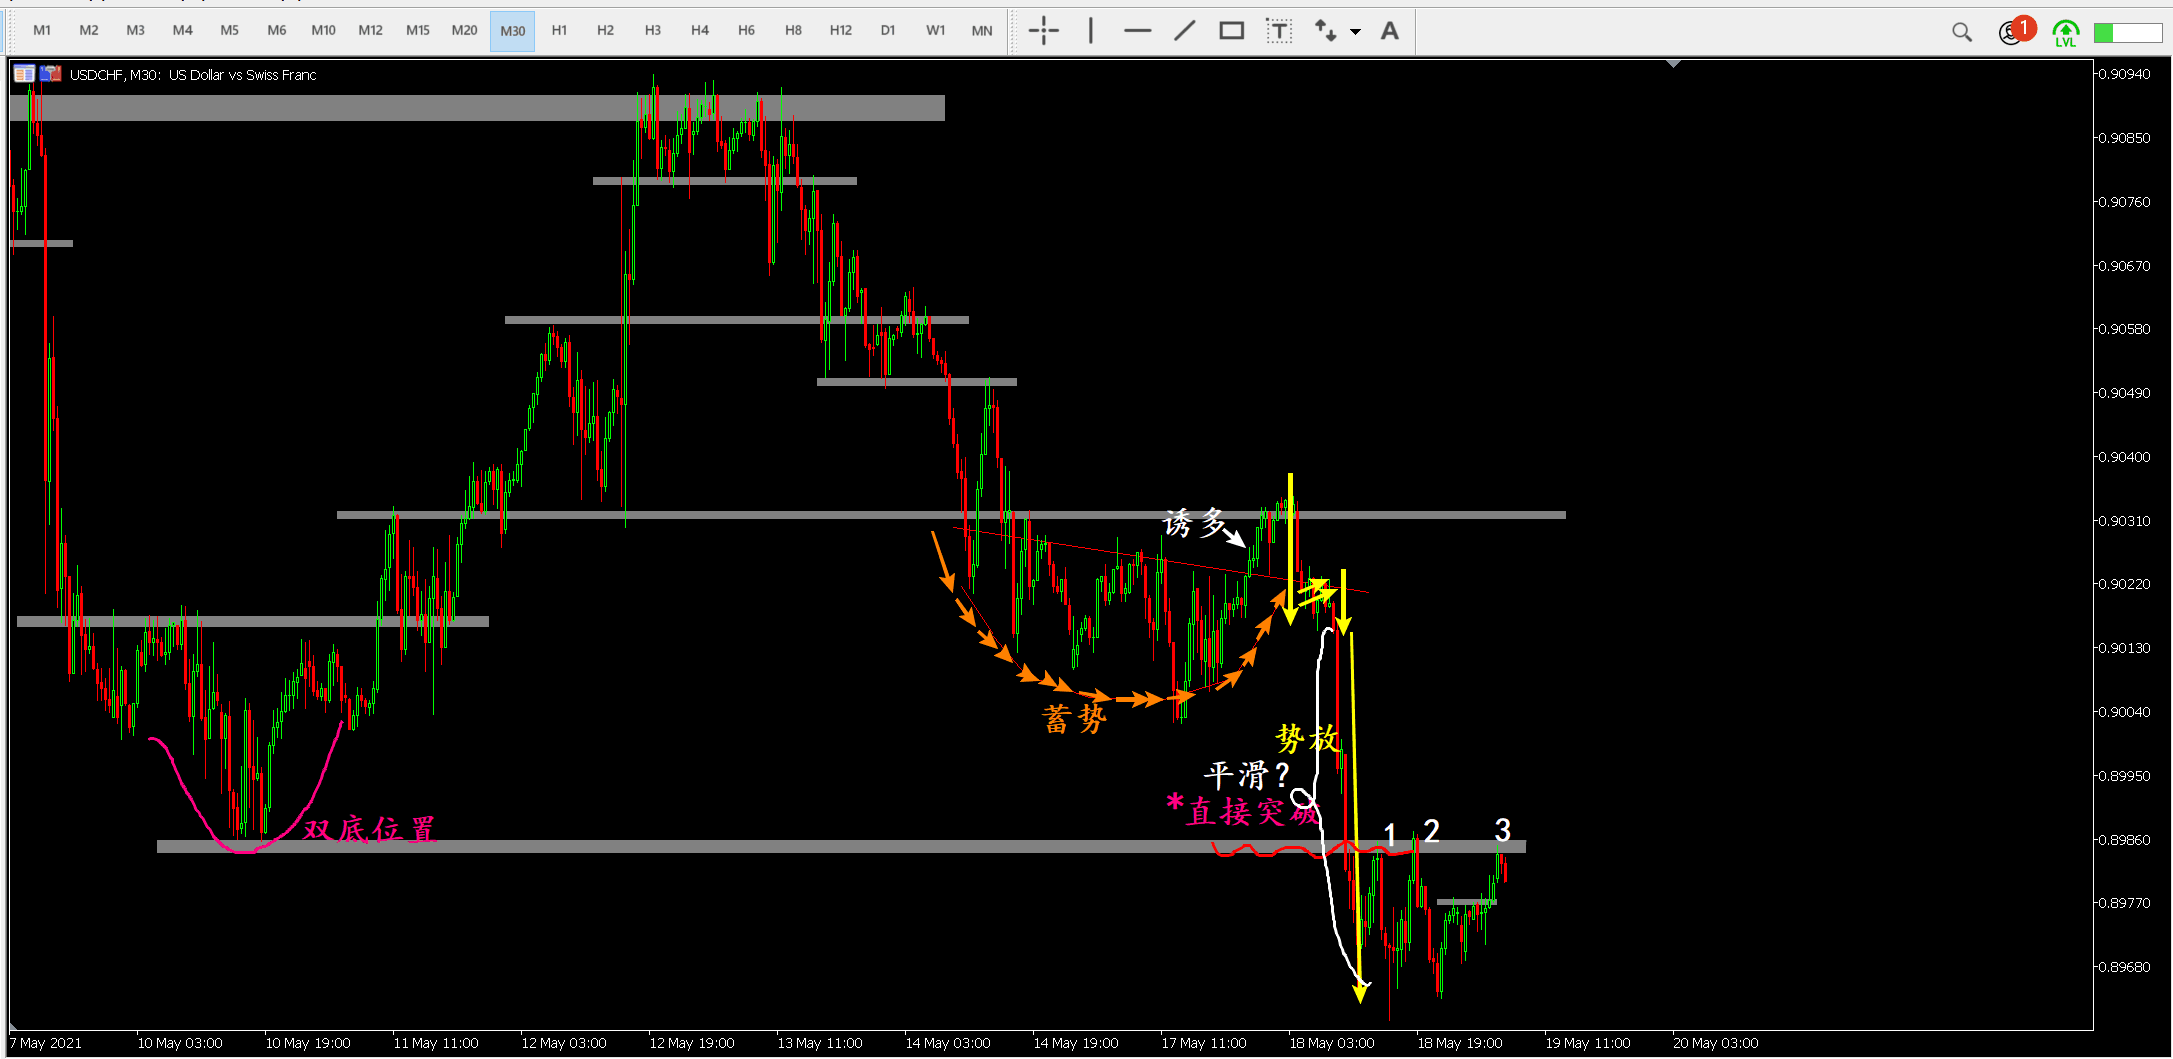 M1 M2 M3 M4 M5 M6 M10 M12 M15 M20 M30 H1 H2 H3 H4 H6 H8 H12 D1 W1 MN T A 1 LVL
USDCHF, M30: US Dollar vs Swiss Franc
0.90940
0.90850
0.90760
0.90670
0.90580
0.90490
0.90400
0.90310
诱多
0.90220
0.90130
0.90040
蓄势
势放
平滑?
0.89950
*直接突破
双底位置
1 2 3
0.89860
0.89770
0.89680
7 May 2021 10 May 03:00 10 May 19:00 11 May 11:00 12 May 03:00 12 May 19:00 13 May 11:00 14 May 03:00 14 May 19:00 17 May 11:00 18 May 03:00 18 May 19:00 19 May 11:00 20 May 03:00